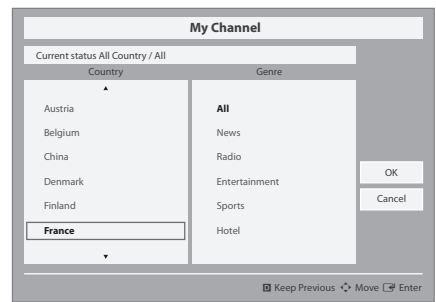 My Channel
Current status All Country / All
Country
Genre
Austria
All
Belgium
News
China
Radio
Denmark
Entertainment
Finland
Sports
France
Hotel
OK
Cancel
D Keep Previous Move Enter